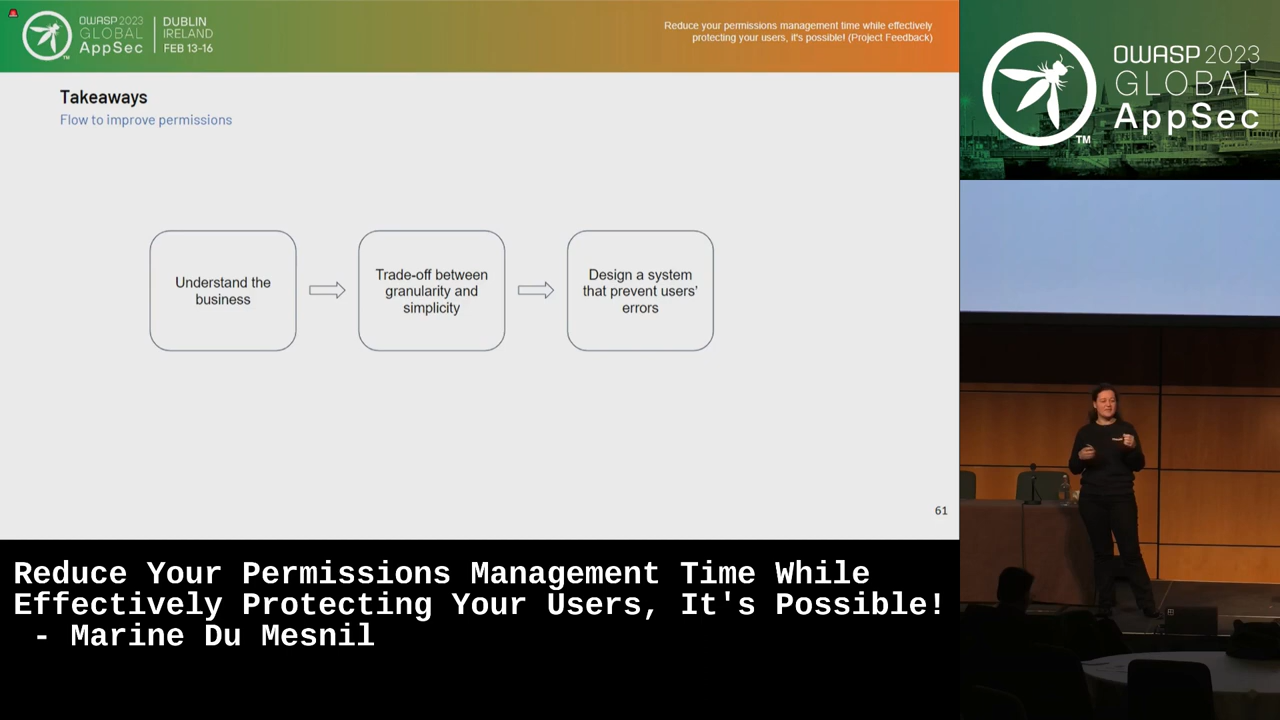 OWASP 2023
GLOBAL
AppSec
TM
DUBLIN
IRELAND
FEB 13-16
Reduce your permissions management time while effectively
protecting your users, it's possible! (Project Feedback)
Takeaways
Flow to improve permissions
Understand the
business
Trade-off between
granularity and
simplicity
Design a system
that prevent users'
errors
61
OWASP 2023
GLOBAL
AppSec
TM
Reduce Your Permissions Management Time While
Effectively Protecting Your Users, It's Possible!
- Marine Du Mesnil